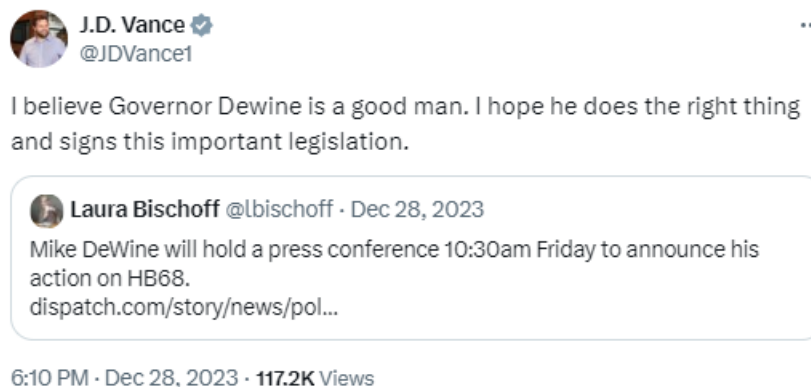 J.D. Vance
@JDVance1
I believe Governor Dewine is a good man. I hope he does the right thing
and signs this important legislation.
Laura Bischoff @lbischoff · Dec 28, 2023
Mike DeWine will hold a press conference 10:30am Friday to announce his
action on HB68.
dispatch.com/story/news/pol...
6:10 PM · Dec 28, 2023 · 117.2K Views